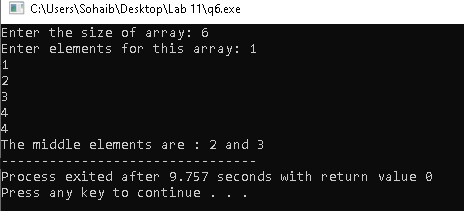 C:\Users\Sohaib\Desktop\Lab 11\q6.exe
Enter the size of array: 6
Enter elements for this array: 1
1
2
3
4
4
The middle elements are : 2 and 3
--------------------------------
Process exited after 9.757 seconds with return value 0
Press any key to continue . . .